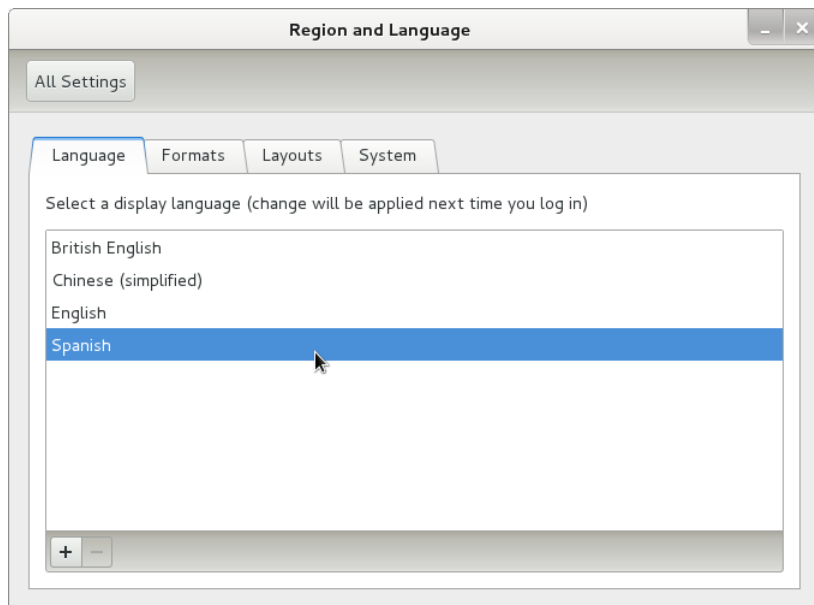 Region and Language
All Settings
Language Formats Layouts System
Select a display language (change will be applied next time you log in)
British English
Chinese (simplified)
English
Spanish